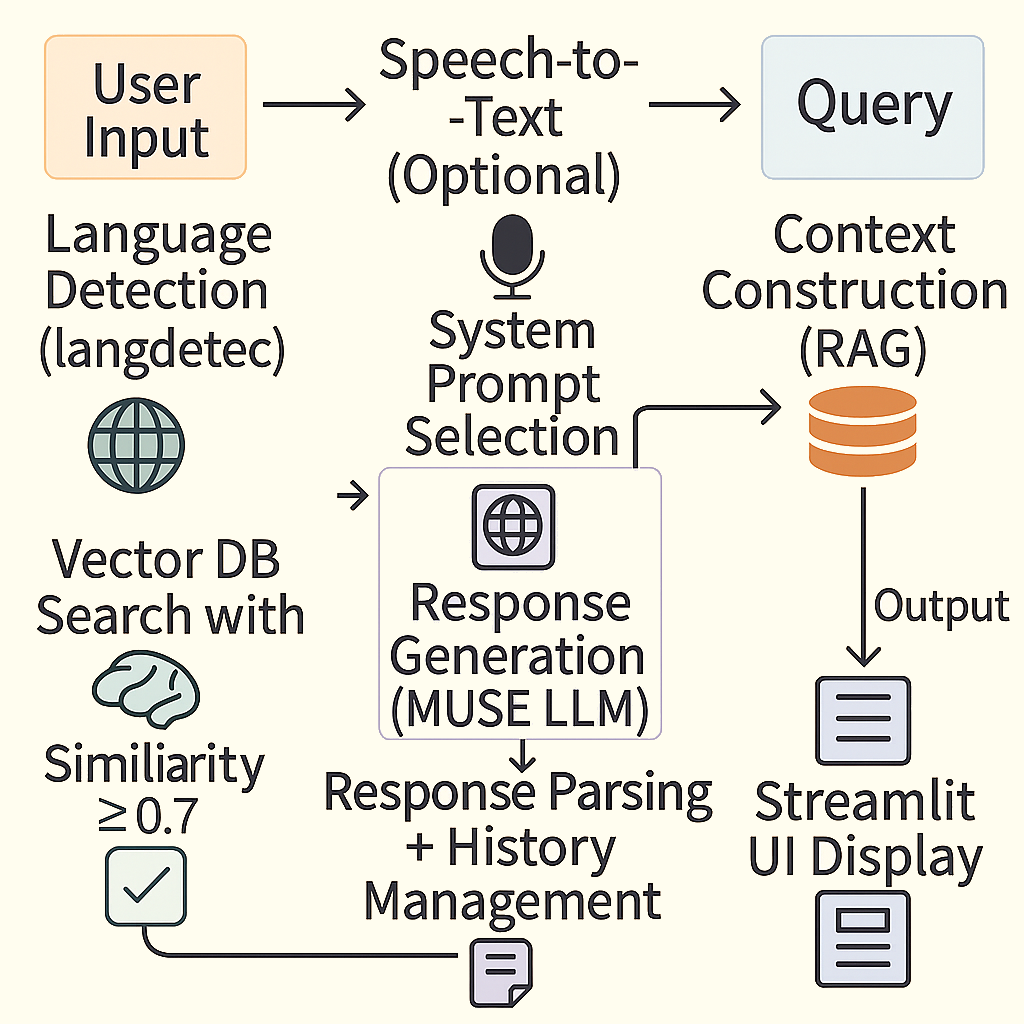 User
Input
Speech-to-
-Text
(Optional)
Query
Language
Detection
(langdetec)
System
Prompt
Selection
Context
Construction
(RAG)
Vector DB
Search with
Similiarity
≥ 0.7
Response
Generation
(MUSE LLM)
Output
Response Parsing
+ History
Management
Streamlit
UI Display